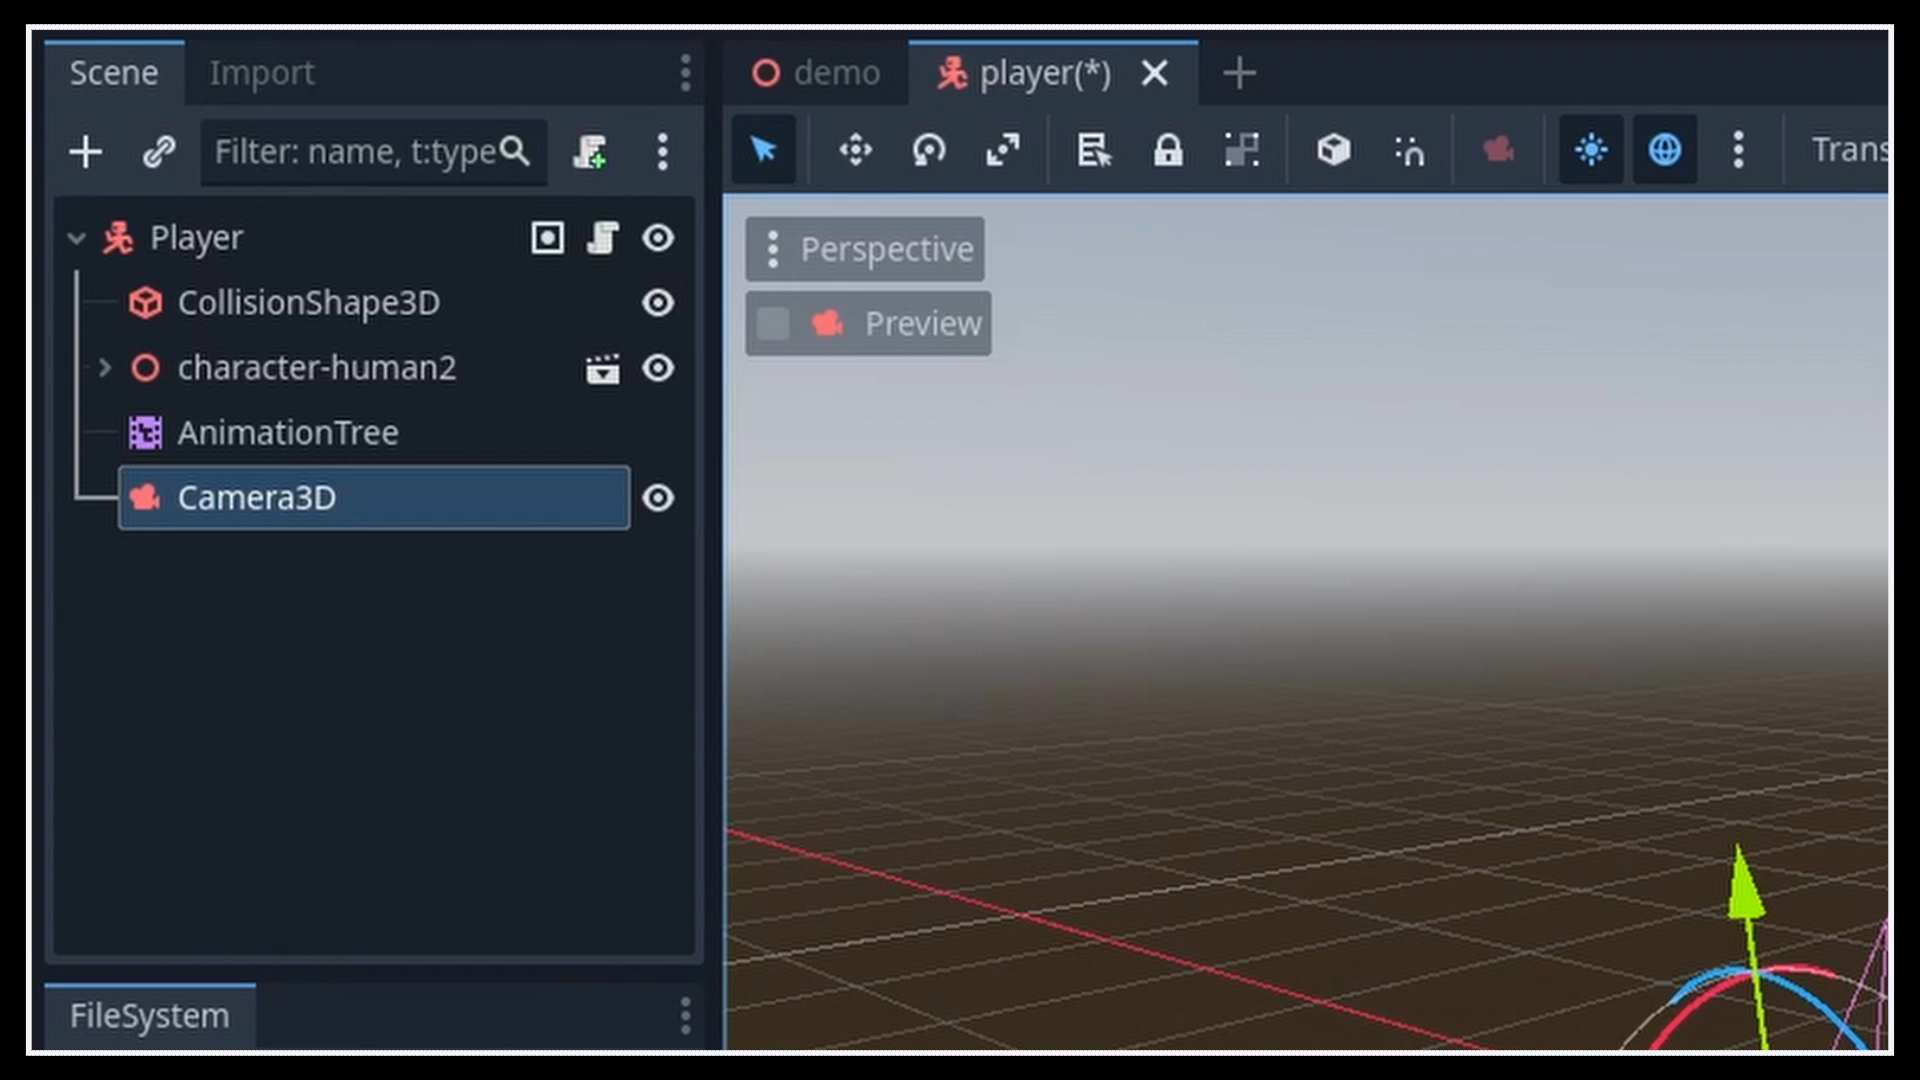 Scene
Import
demo
player(*)
Filter: name, t:type
Trans
Player
Perspective
CollisionShape3D
Preview
character-human2
AnimationTree
Camera3D
FileSystem